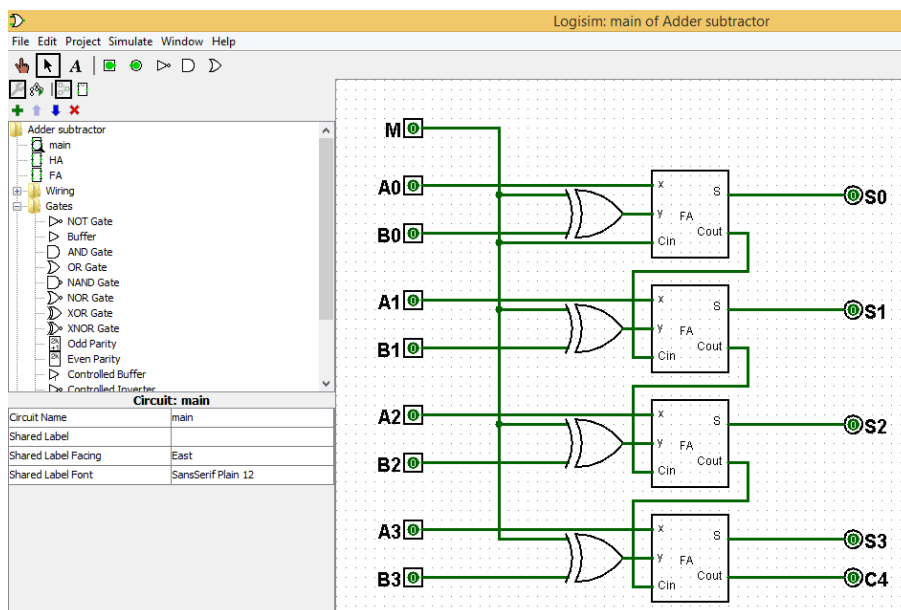 Logisim: main of Adder subtractor
File Edit Project Simulate Window Help
A
Adder subtractor
main
HA
FA
Wiring
Gates
NOT Gate
Buffer
AND Gate
OR Gate
NAND Gate
NOR Gate
XOR Gate
XNOR Gate
Odd Parity
Even Parity
Controlled Buffer
Controlled Inverter
Circuit: main
Circuit Name main
Shared Label
Shared Label Facing East
Shared Label Font SansSerif Plain 12
M 0
A0 0 x S 0 S0
y FA
B0 0 Cout
Cin
A1 0 x S 0 S1
y FA
B1 0 Cout
Cin
A2 0 x S 0 S2
y FA
B2 0 Cout
Cin
A3 0 x S 0 S3
y FA
B3 0 Cin Cout 0 C4